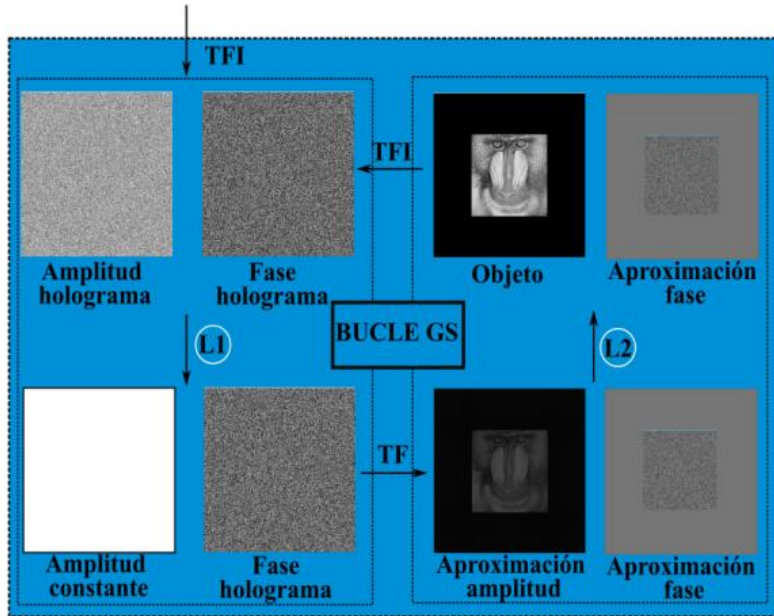 TFI
Amplitud
holograma
Fase
holograma
TFI
Objeto
Aproximación
fase
L1
BUCLE GS
L2
Amplitud
constante
Fase
holograma
TF
Aproximación
amplitud
Aproximación
fase